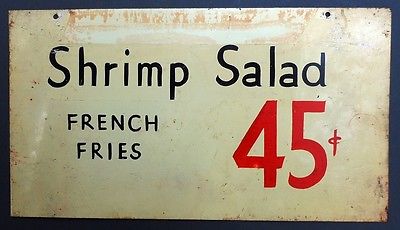 Shrimp Salad
FRENCH
FRIES
45¢